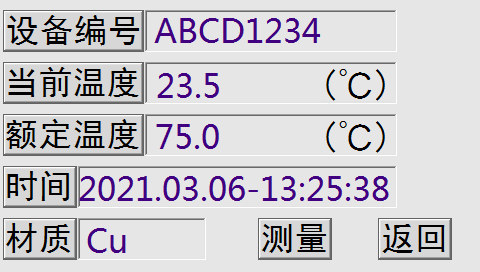 设备编号 ABCD1234
当前温度 23.5 (℃)
额定温度 75.0 (℃)
时间 2021.03.06-13:25:38
材质 Cu 测量 返回